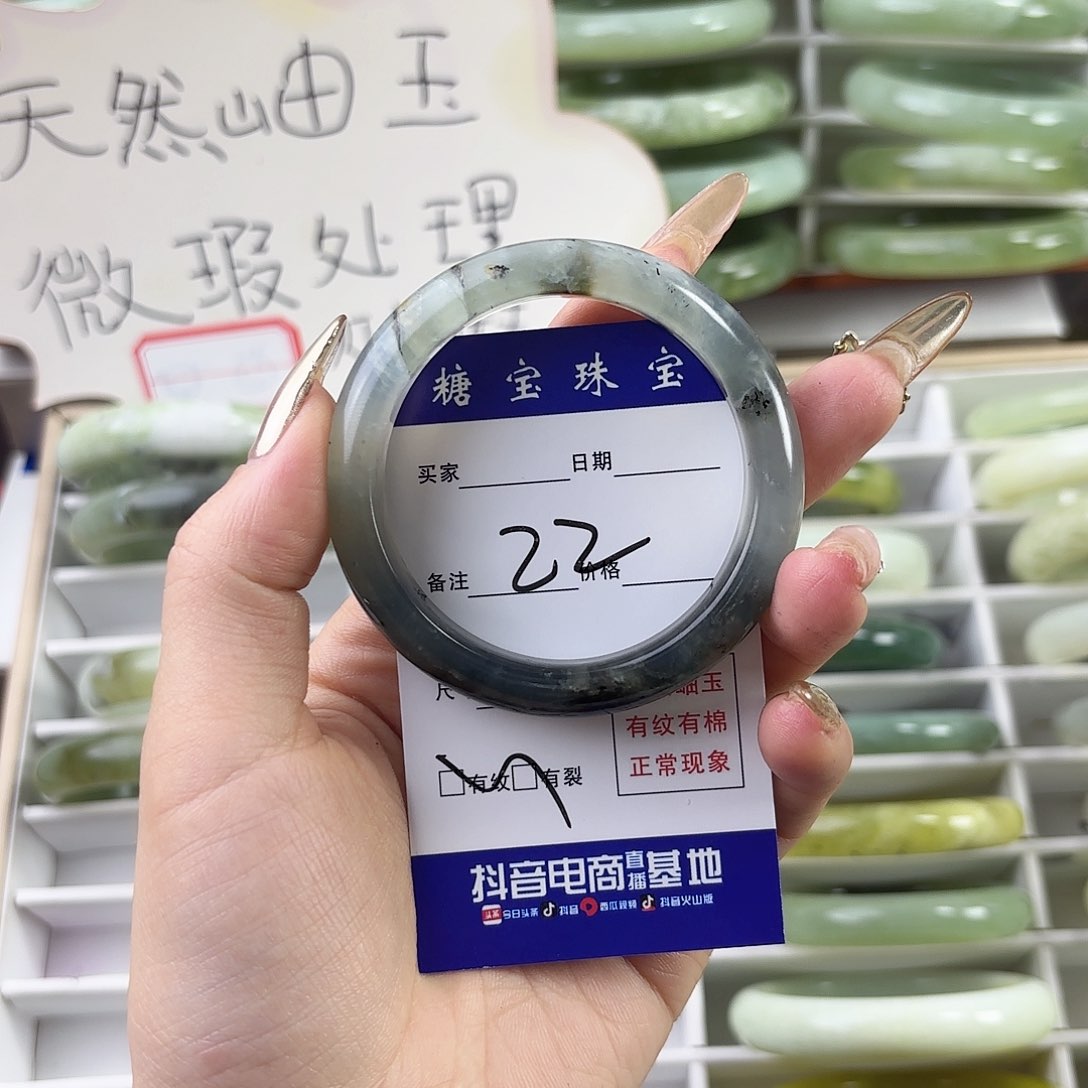 天然岫玉
微瑕处理
糖宝珠宝
买家 日期
22
备注 价格
尺
岫玉
有纹有棉
正常现象
□有纹□有裂
抖音电商直播基地
今日头条 抖音 西瓜视频 抖音火山版